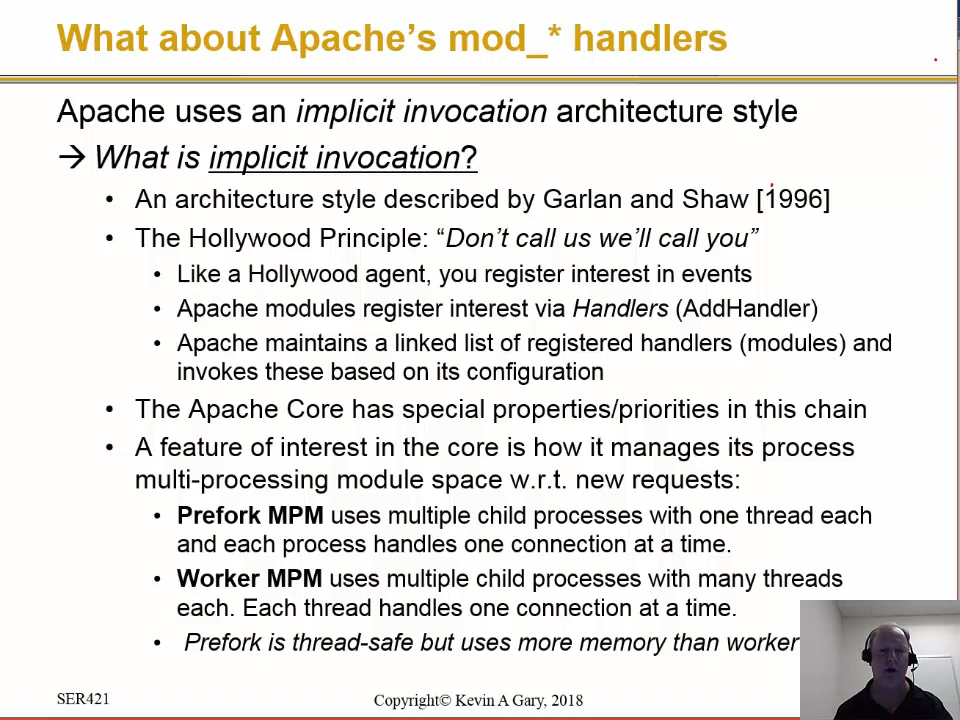 What about Apache's mod_* handlers
Apache uses an implicit invocation architecture style
→ What is implicit invocation?
• An architecture style described by Garlan and Shaw [1996]
• The Hollywood Principle: “Don't call us we'll call you”
• Like a Hollywood agent, you register interest in events
• Apache modules register interest via Handlers (AddHandler)
• Apache maintains a linked list of registered handlers (modules) and
invokes these based on its configuration
• The Apache Core has special properties/priorities in this chain
• A feature of interest in the core is how it manages its process
multi-processing module space w.r.t. new requests:
• Prefork MPM uses multiple child processes with one thread each
and each process handles one connection at a time.
• Worker MPM uses multiple child processes with many threads
each. Each thread handles one connection at a time.
• Prefork is thread-safe but uses more memory than worker
SER421
Copyright© Kevin A Gary, 2018